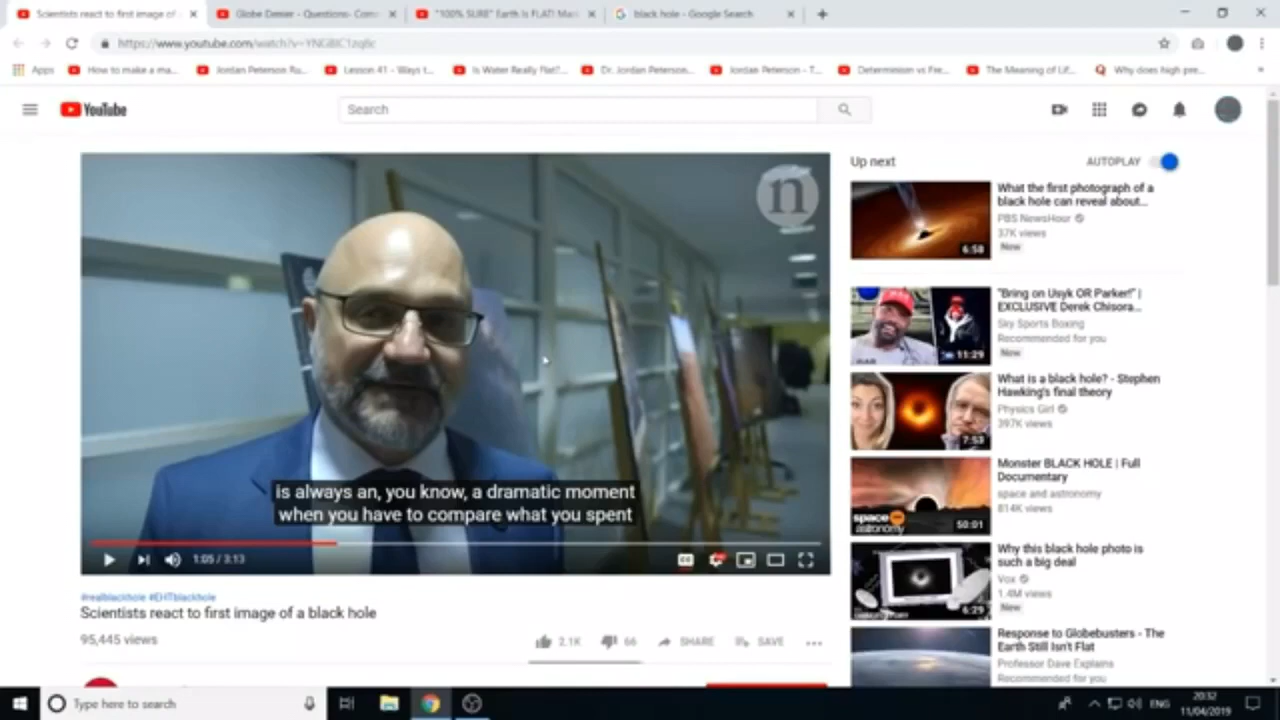 Scientists react to first image of a
Globe Denier - Questions- Com
"100% SURE" Earth Is FLAT! Ma
black hole - Google Search
https://www.youtube.com/watch?v=
Apps
How to make a ma...
Jordan Peterson Ru...
Lesson 41 - Ways t...
Is Water Really Flat?...
Dr. Jordan Peterson...
Jordan Peterson - T...
Determinism vs Fre...
The Meaning of Lif...
Why does high pre...
YouTube
Search
n
is always an, you know, a dramatic moment
when you have to compare what you spent
1:05 / 3:13
CC
#realblackhole #EHTblackhole
Scientists react to first image of a black hole
95,445 views
2.1K
66
SHARE
SAVE
Up next
AUTOPLAY
6:58
What the first photograph of a
black hole can reveal about...
PBS NewsHour
37K views
New
11:29
"Bring on Usyk OR Parker!" |
EXCLUSIVE Derek Chisora...
Sky Sports Boxing
Recommended for you
New
7:53
What is a black hole? - Stephen
Hawking's final theory
Physics Girl
397K views
space
astronomy
50:01
Monster BLACK HOLE | Full
Documentary
space and astronomy
814K views
6:29
Why this black hole photo is
such a big deal
Vox
1.4M views
New
Response to Globebusters - The
Earth Still Isn't Flat
Professor Dave Explains
Recommended for you
Type here to search
ENG
20:32
11/04/2019